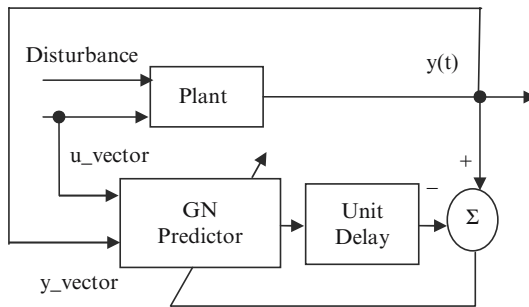 Disturbance
y(t)
Plant
u_vector
+
GN
Predictor
Unit
Delay
−
Σ
y_vector